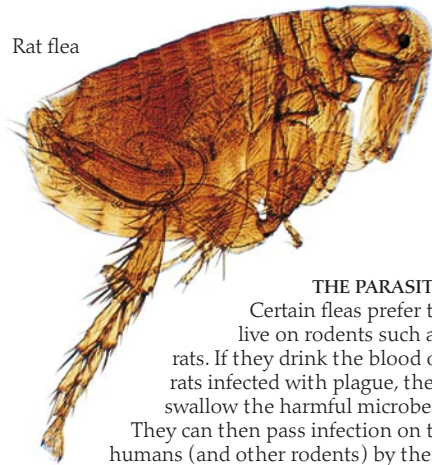 Rat flea
THE PARASIT
Certain fleas prefer t
live on rodents such a
rats. If they drink the blood o
rats infected with plague, the
swallow the harmful microbe
They can then pass infection on t
humans (and other rodents) by the